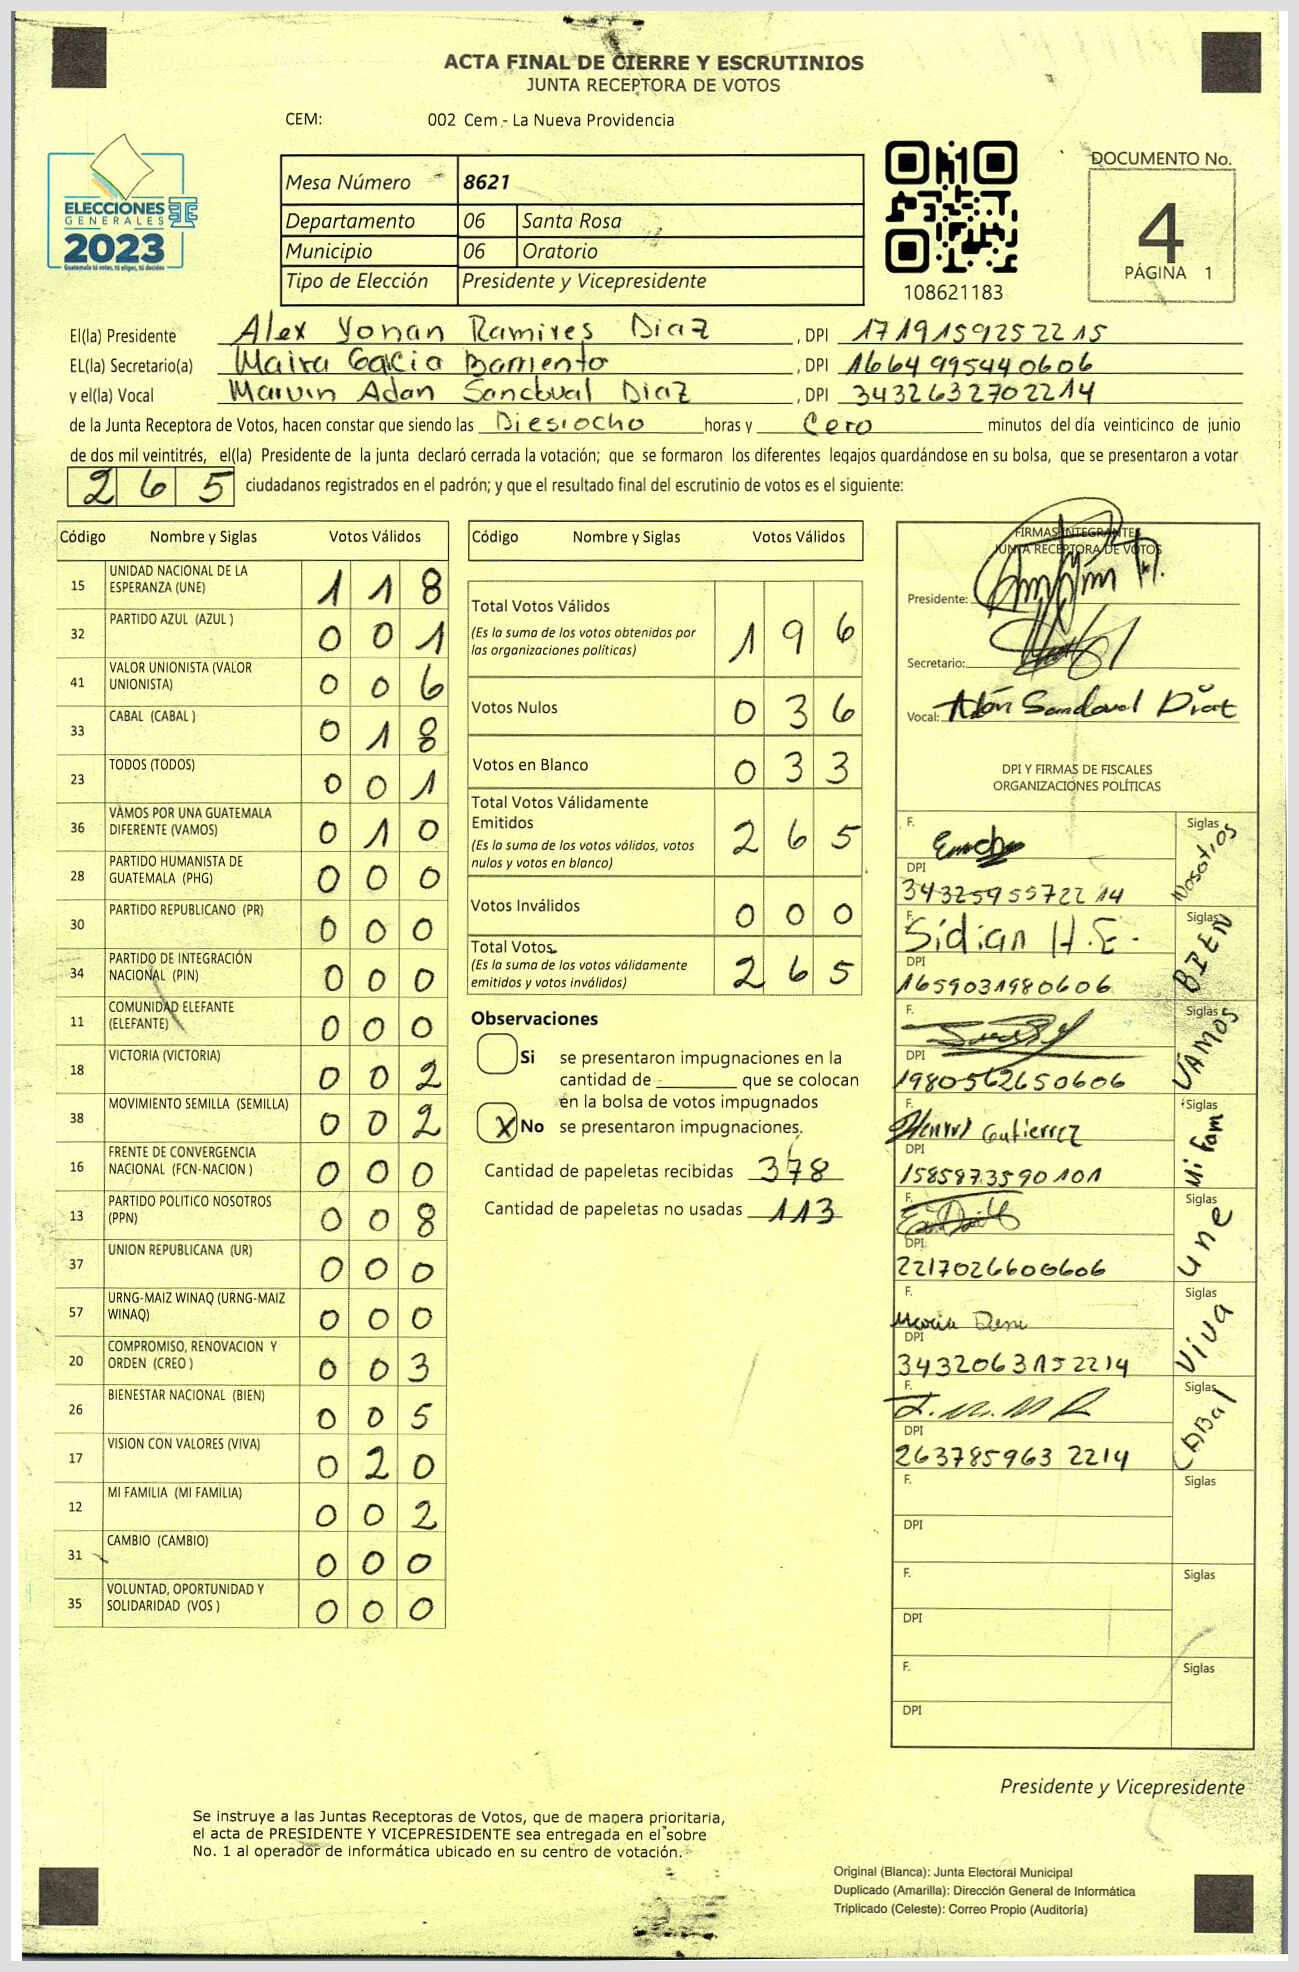 ACTA FINAL DE CIERRE Y ESCRUTINIOS
JUNTA RECEPTORA DE VOTOS
CEM: 002 Cem - La Nueva Providencia
ELECCIONES
GENERALES
2023
Guatemala tú votas, tú eliges, tú decides
Mesa Número 8621
Departamento 06 Santa Rosa
Municipio 06 Oratorio
Tipo de Elección Presidente y Vicepresidente
108621183
DOCUMENTO No.
4
PÁGINA 1
El(la) Presidente Alex Yonan Ramires Diaz , DPI 1719159252215
EL(la) Secretario(a) Maira Gacia Barriento , DPI 1664999544 0606
y el(la) Vocal Marvin Adan Sandoval Diaz , DPI 3432632702214
de la Junta Receptora de Votos, hacen constar que siendo las Diesiocho horas y Cero minutos del día veinticinco de junio
de dos mil veintitrés, el(la) Presidente de la junta declaró cerrada la votación; que se formaron los diferentes legajos quardándose en su bolsa, que se presentaron a votar
265 ciudadanos registrados en el padrón; y que el resultado final del escrutinio de votos es el siguiente:
Código Nombre y Siglas Votos Válidos
15 UNIDAD NACIONAL DE LA ESPERANZA (UNE) 1 1 8
32 PARTIDO AZUL (AZUL ) 0 0 1
41 VALOR UNIONISTA (VALOR UNIONISTA) 0 0 6
33 CABAL (CABAL ) 0 1 8
23 TODOS (TODOS) 0 0 1
36 VAMOS POR UNA GUATEMALA DIFERENTE (VAMOS) 0 1 0
28 PARTIDO HUMANISTA DE GUATEMALA (PHG) 0 0 0
30 PARTIDO REPUBLICANO (PR) 0 0 0
34 PARTIDO DE INTEGRACIÓN NACIONAL (PIN) 0 0 0
11 COMUNIDAD ELEFANTE (ELEFANTE) 0 0 0
18 VICTORIA (VICTORIA) 0 0 2
38 MOVIMIENTO SEMILLA (SEMILLA) 0 0 2
16 FRENTE DE CONVERGENCIA NACIONAL (FCN-NACION ) 0 0 0
13 PARTIDO POLITICO NOSOTROS (PPN) 0 0 8
37 UNION REPUBLICANA (UR) 0 0 0
57 URNG-MAIZ WINAQ (URNG-MAIZ WINAQ) 0 0 0
20 COMPROMISO, RENOVACION Y ORDEN (CREO ) 0 0 3
26 BIENESTAR NACIONAL (BIEN) 0 0 5
17 VISION CON VALORES (VIVA) 0 2 0
12 MI FAMILIA (MI FAMILIA) 0 0 2
31 CAMBIO (CAMBIO) 0 0 0
35 VOLUNTAD, OPORTUNIDAD Y SOLIDARIDAD (VOS ) 0 0 0
Código Nombre y Siglas Votos Válidos
Total Votos Válidos 1 9 6
(Es la suma de los votos obtenidos por
las organizaciones políticas)
Votos Nulos 0 3 6
Votos en Blanco 0 3 3
Total Votos Válidamente
Emitidos 2 6 5
(Es la suma de los votos válidos, votos
nulos y votos en blanco)
Votos Inválidos 0 0 0
Total Votos 2 6 5
(Es la suma de los votos válidamente
emitidos y votos inválidos)
Observaciones
Si se presentaron impugnaciones en la
cantidad de ________ que se colocan
en la bolsa de votos impugnados
X No se presentaron impugnaciones.
Cantidad de papeletas recibidas 378
Cantidad de papeletas no usadas 113
FIRMAS INTEGRANTES
JUNTA RECEPTORA DE VOTOS
Presidente:
Secretario:
Vocal: Adán Sandoval Diaz
DPI Y FIRMAS DE FISCALES
ORGANIZACIONES POLÍTICAS
F. Siglas Nosotros
DPI
3432595572214
F. Sidian H.E. Siglas BIEN
DPI
1659031980606
F. Siglas VAMOS
DPI
1980562650606
F. Henry Gutierrez Siglas Mi Fam
DPI
1585873590101
F. Siglas une
DPI
2217026600606
F. Siglas Viva
DPI
3432063152214
F. Siglas CABal
DPI
263785963 2214
F. Siglas
DPI
F. Siglas
DPI
F. Siglas
DPI
Presidente y Vicepresidente
Se instruye a las Juntas Receptoras de Votos, que de manera prioritaria,
el acta de PRESIDENTE Y VICEPRESIDENTE sea entregada en el sobre
No. 1 al operador de informática ubicado en su centro de votación.
Original (Blanca): Junta Electoral Municipal
Duplicado (Amarilla): Dirección General de Informática
Triplicado (Celeste): Correo Propio (Auditoría)